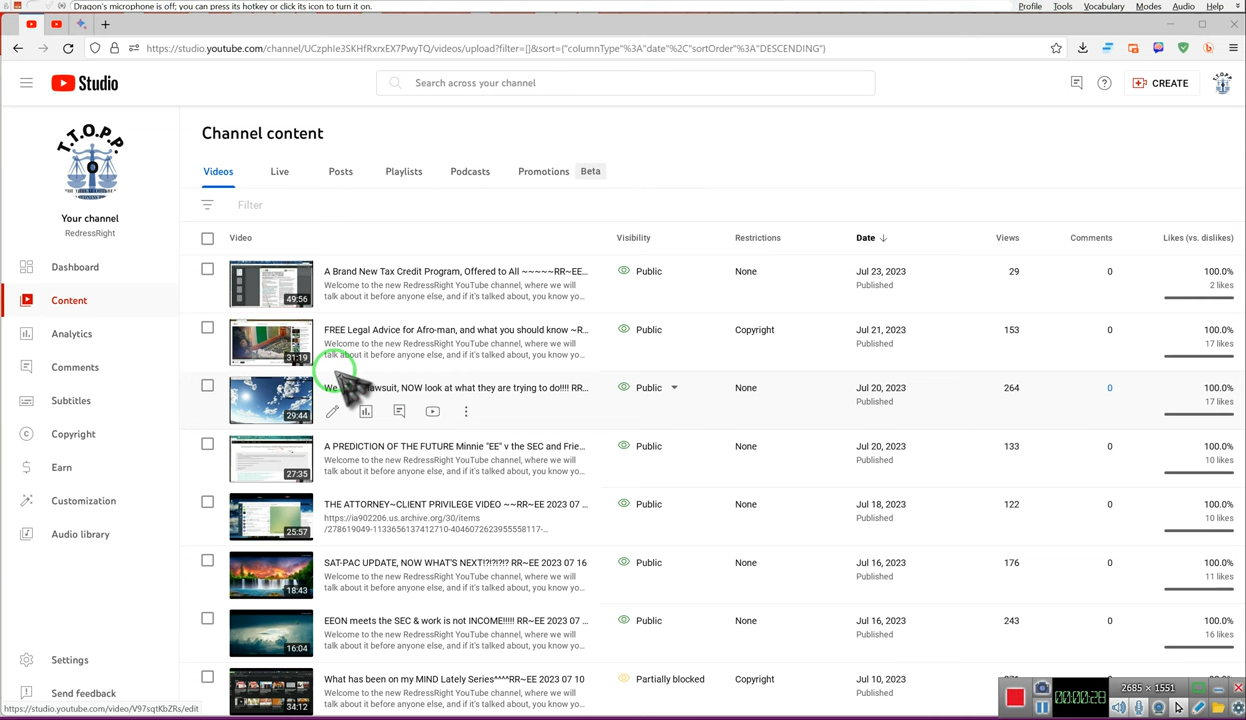 Dragon's microphone is off; you can press its hotkey or click its icon to turn it on.
Profile Tools Vocabulary Modes Audio Help
https://studio.youtube.com/channel/UCzphIe3SKHfRxrxEX7PwyTQ/videos/upload?filter=[]&sort={"columnType"%3A"date"%2C"sortOrder"%3A"DESCENDING"}
Studio
Search across your channel
CREATE
T.T.O.P.P.
Your channel
RedressRight
Dashboard
Content
Analytics
Comments
Subtitles
Copyright
Earn
Customization
Audio library
Settings
Send feedback
Channel content
Videos Live Posts Playlists Podcasts Promotions Beta
Filter
Video Visibility Restrictions Date Views Comments Likes (vs. dislikes)
49:56
A Brand New Tax Credit Program, Offered to All ~~~~~RR~EE...
Welcome to the new RedressRight YouTube channel, where we will
talk about it before anyone else, and if it's talked about, you know yo...
Public None Jul 23, 2023 29 0 100.0%
Published 2 likes
31:19
FREE Legal Advice for Afro-man, and what you should know ~R...
Welcome to the new RedressRight YouTube channel, where we will
talk about it before anyone else, and if it's talked about, you know yo...
Public Copyright Jul 21, 2023 153 0 100.0%
Published 17 likes
29:44
We lawsuit, NOW look at what they are trying to do!!!! RR...
Public None Jul 20, 2023 264 0 100.0%
Published 17 likes
27:35
A PREDICTION OF THE FUTURE Minnie "EE" v the SEC and Frie...
Welcome to the new RedressRight YouTube channel, where we will
talk about it before anyone else, and if it's talked about, you know yo...
Public None Jul 20, 2023 133 0 100.0%
Published 10 likes
25:57
THE ATTORNEY~CLIENT PRIVILEGE VIDEO ~~RR~EE 2023 07 ...
https://ia902206.us.archive.org/30/items
/278619049-1133656137412710-4046072623955558117-...
Public None Jul 18, 2023 122 0 100.0%
Published 10 likes
18:43
SAT-PAC UPDATE, NOW WHAT'S NEXT!?!?!?!? RR~EE 2023 07 16
Welcome to the new RedressRight YouTube channel, where we will
talk about it before anyone else, and if it's talked about, you know yo...
Public None Jul 16, 2023 176 0 100.0%
Published 11 likes
16:04
EEON meets the SEC & work is not INCOME!!!!! RR~EE 2023 07 ...
Welcome to the new RedressRight YouTube channel, where we will
talk about it before anyone else, and if it's talked about, you know yo...
Public None Jul 16, 2023 243 0 100.0%
Published 16 likes
34:12
What has been on my MIND Lately Series^^^^RR~EE 2023 07 10
Welcome to the new RedressRight YouTube channel, where we will
talk about it before anyone else, and if it's talked about, you know yo...
Partially blocked Copyright Jul 10, 2023
Published
https://studio.youtube.com/video/V97sqtKbZRs/edit
2685 × 1551
00:00:28